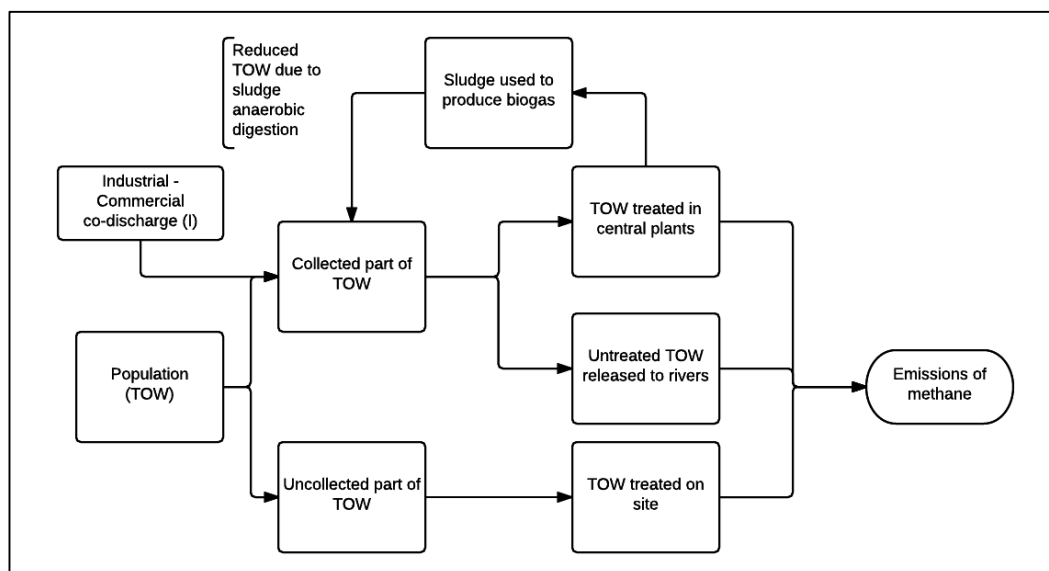 Reduced
TOW due to
sludge
anaerobic
digestion
Sludge used to
produce biogas
Industrial -
Commercial
co-discharge (I)
Collected part of
TOW
TOW treated in
central plants
Population
(TOW)
Untreated TOW
released to rivers
Emissions of
methane
Uncollected part of
TOW
TOW treated on
site